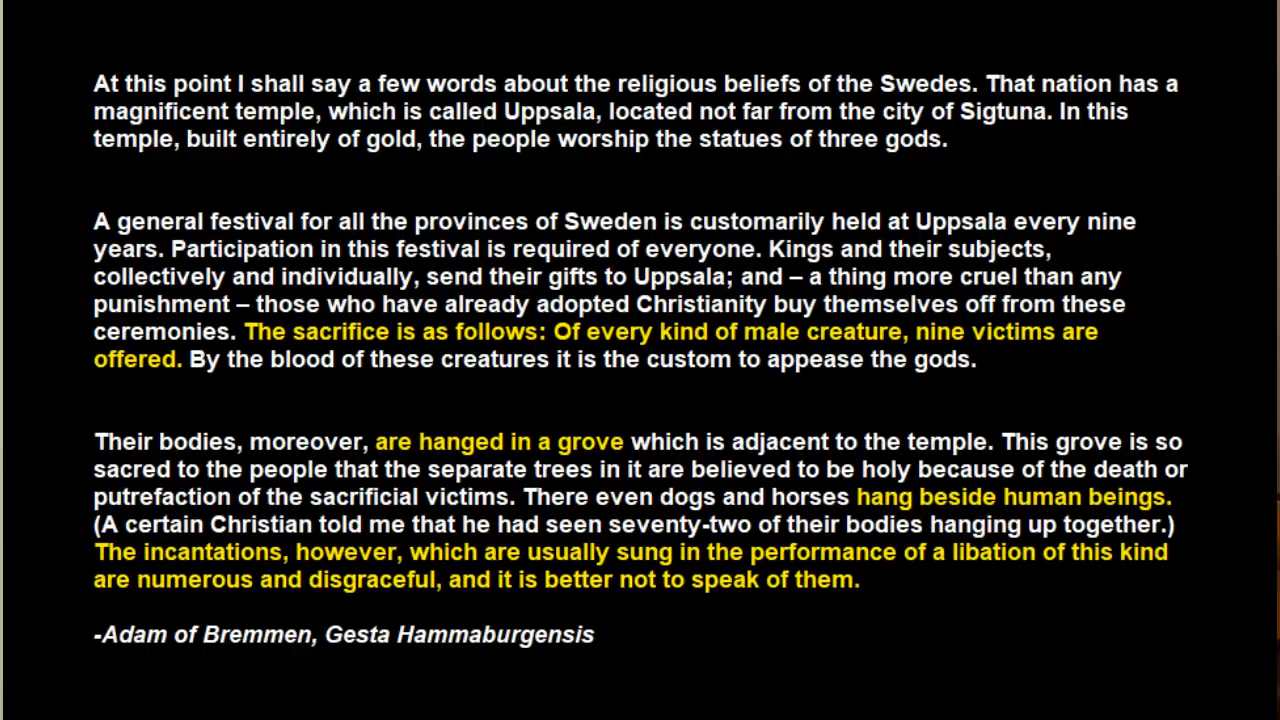 At this point I shall say a few words about the religious beliefs of the Swedes. That nation has a
magnificent temple, which is called Uppsala, located not far from the city of Sigtuna. In this
temple, built entirely of gold, the people worship the statues of three gods.
A general festival for all the provinces of Sweden is customarily held at Uppsala every nine
years. Participation in this festival is required of everyone. Kings and their subjects,
collectively and individually, send their gifts to Uppsala; and – a thing more cruel than any
punishment – those who have already adopted Christianity buy themselves off from these
ceremonies. The sacrifice is as follows: Of every kind of male creature, nine victims are
offered. By the blood of these creatures it is the custom to appease the gods.
Their bodies, moreover, are hanged in a grove which is adjacent to the temple. This grove is so
sacred to the people that the separate trees in it are believed to be holy because of the death or
putrefaction of the sacrificial victims. There even dogs and horses hang beside human beings.
(A certain Christian told me that he had seen seventy-two of their bodies hanging up together.)
The incantations, however, which are usually sung in the performance of a libation of this kind
are numerous and disgraceful, and it is better not to speak of them.
-Adam of Bremmen, Gesta Hammaburgensis